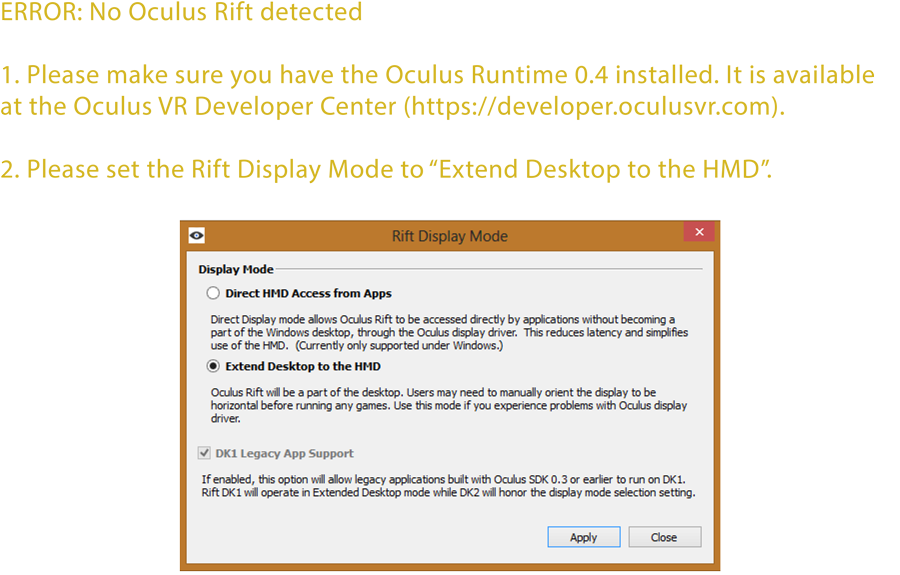 ERROR: No Oculus Rift detected
1. Please make sure you have the Oculus Runtime 0.4 installed. It is available
at the Oculus VR Developer Center (https://developer.oculusvr.com).
2. Please set the Rift Display Mode to “Extend Desktop to the HMD”.
Rift Display Mode
Display Mode
Direct HMD Access from Apps
Direct Display mode allows Oculus Rift to be accessed directly by applications without becoming a
part of the Windows desktop, through the Oculus display driver. This reduces latency and simplifies
use of the HMD. (Currently only supported under Windows.)
Extend Desktop to the HMD
Oculus Rift will be a part of the desktop. Users may need to manually orient the display to be
horizontal before running any games. Use this mode if you experience problems with Oculus display
driver.
DK1 Legacy App Support
If enabled, this option will allow legacy applications built with Oculus SDK 0.3 or earlier to run on DK1.
Rift DK1 will operate in Extended Desktop mode while DK2 will honor the display mode selection setting.
Apply Close